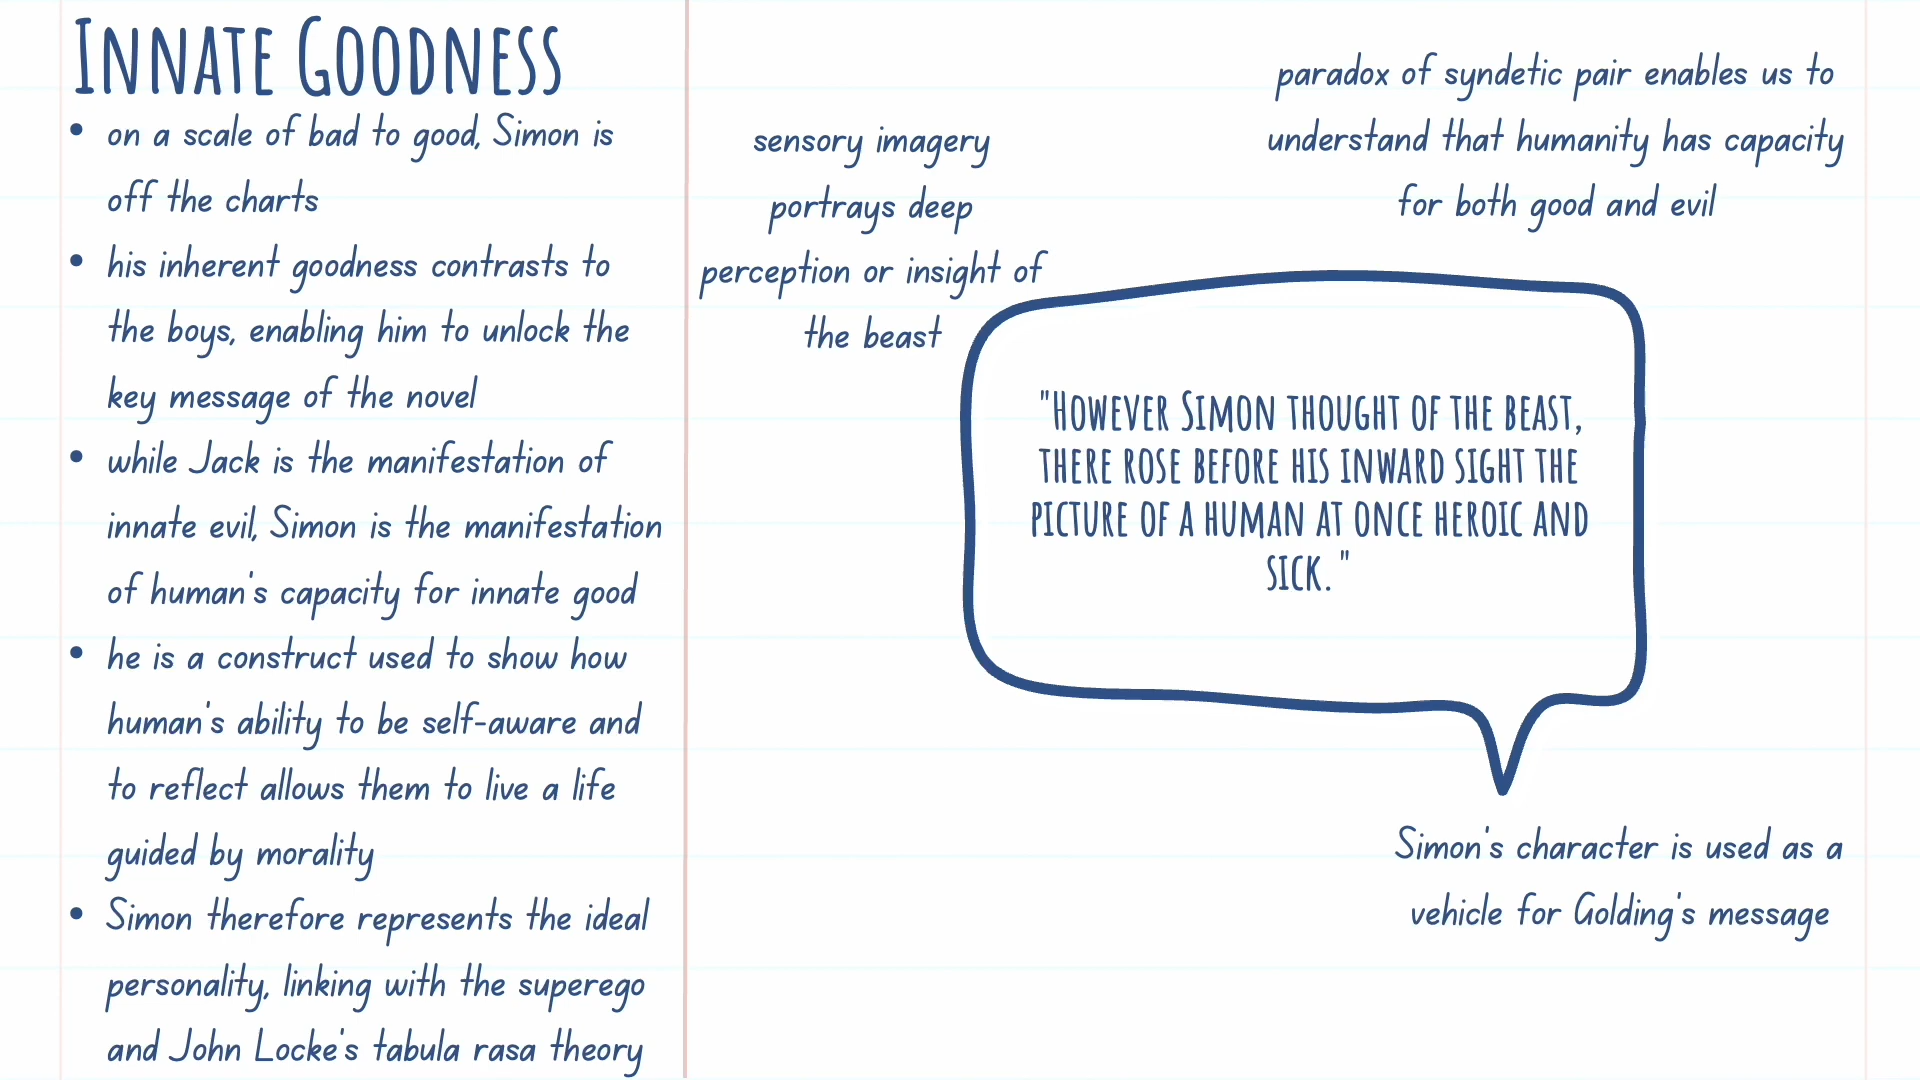 INNATE GOODNESS
• on a scale of bad to good, Simon is
off the charts
• his inherent goodness contrasts to
the boys, enabling him to unlock the
key message of the novel
• while Jack is the manifestation of
innate evil, Simon is the manifestation
of human's capacity for innate good
• he is a construct used to show how
human's ability to be self-aware and
to reflect allows them to live a life
guided by morality
• Simon therefore represents the ideal
personality, linking with the superego
and John Locke's tabula rasa theory
sensory imagery
portrays deep
perception or insight of
the beast
paradox of syndetic pair enables us to
understand that humanity has capacity
for both good and evil
"HOWEVER SIMON THOUGHT OF THE BEAST,
THERE ROSE BEFORE HIS INWARD SIGHT THE
PICTURE OF A HUMAN AT ONCE HEROIC AND
SICK. "
Simon's character is used as a
vehicle for Golding's message